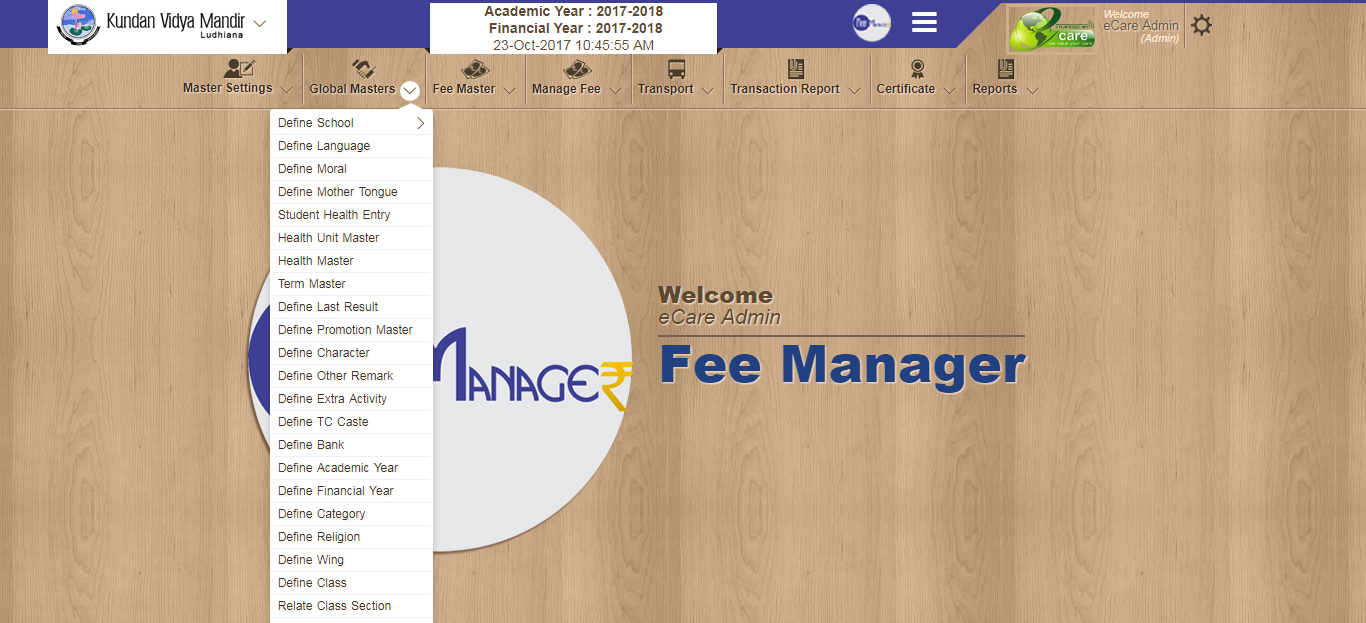 Kundan Vidya Mandir
Ludhiana
Academic Year : 2017-2018
Financial Year : 2017-2018
23-Oct-2017 10:45:55 AM
Fee Manager
care
Welcome
eCare Admin
(Admin)
Master Settings
Global Masters
Fee Master
Manage Fee
Transport
Transaction Report
Certificate
Reports
Define School
Define Language
Define Moral
Define Mother Tongue
Student Health Entry
Health Unit Master
Health Master
Term Master
Define Last Result
Define Promotion Master
Define Character
Define Other Remark
Define Extra Activity
Define TC Caste
Define Bank
Define Academic Year
Define Financial Year
Define Category
Define Religion
Define Wing
Define Class
Relate Class Section
MANAGE₹
Welcome
eCare Admin
Fee Manager